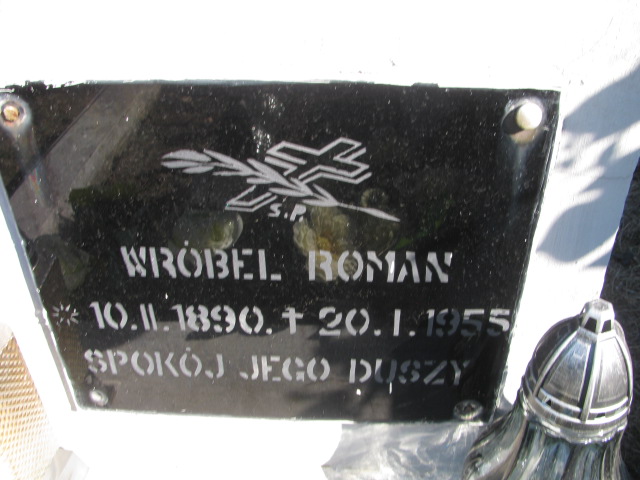 Ś.P.
WRÓBEL ROMAN
* 10.II.1890. † 20.I.1955
SPOKÓJ JEGO DUSZY